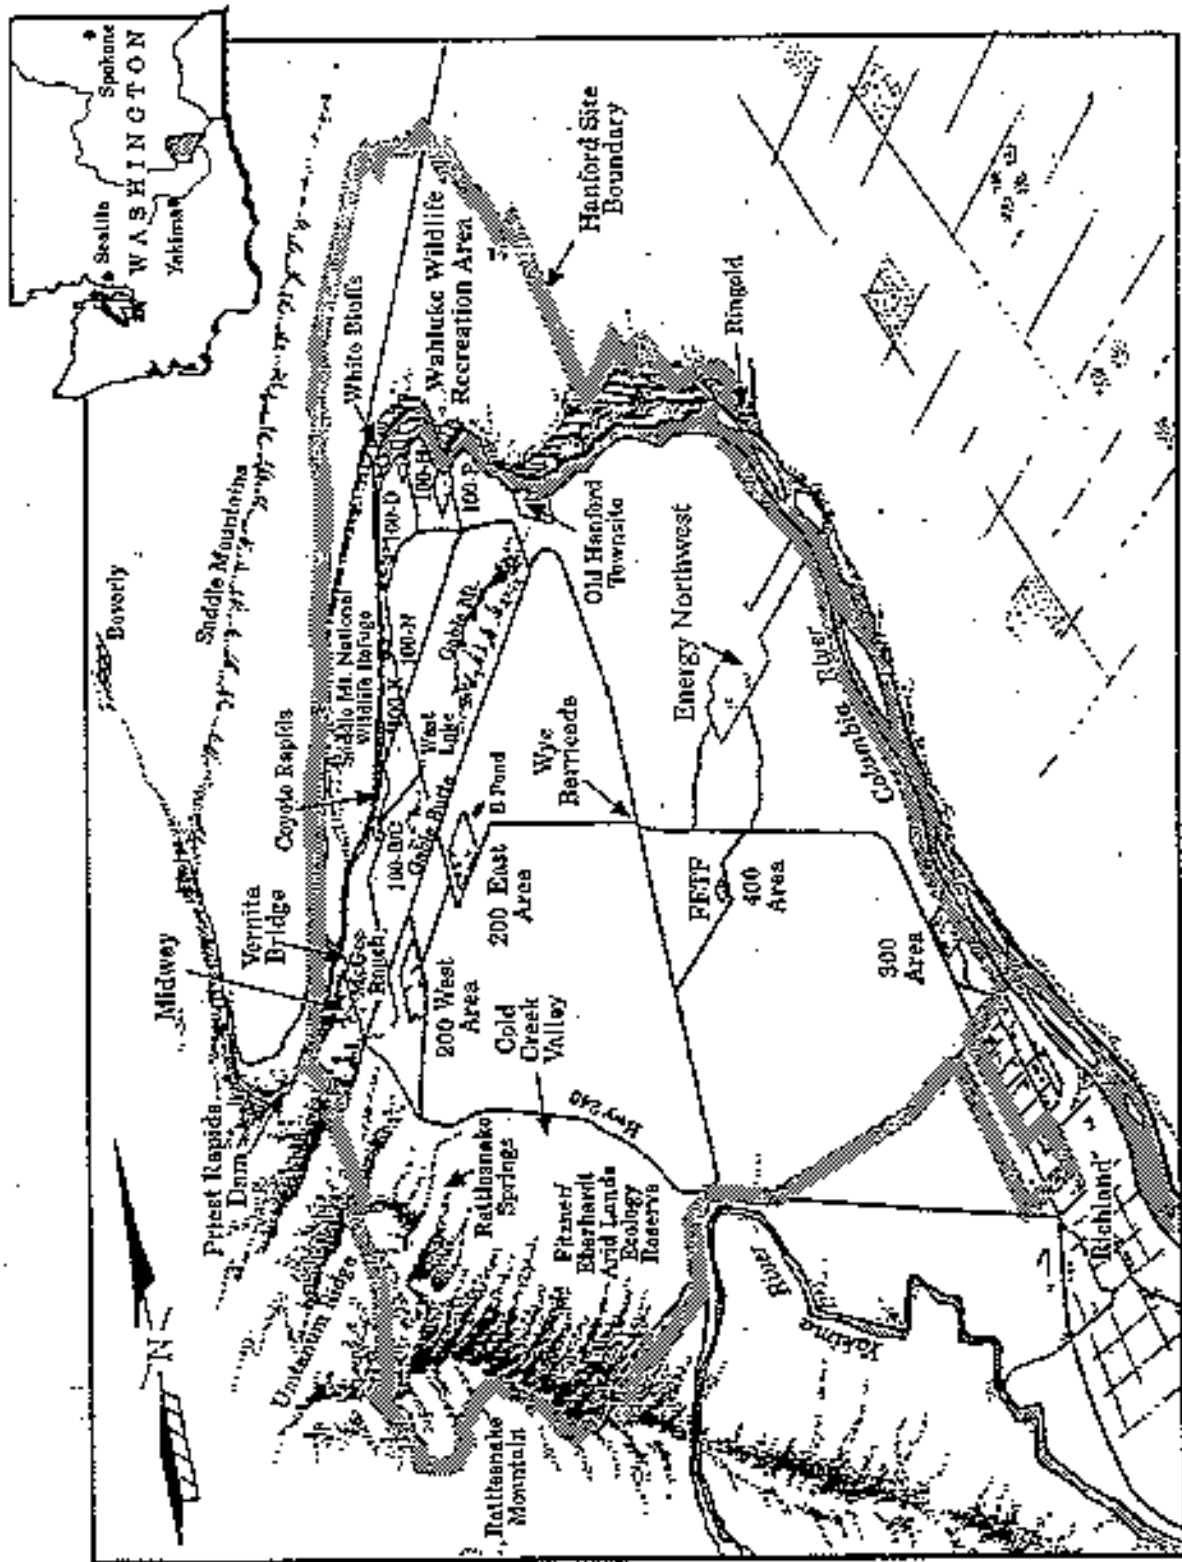 Spokane
WASHINGTON
Seattle
Yakima
Beverly
Saddle Mountains
Coyote Rapids
Vernita
Bridge
Midway
Priest Rapids
Dam
N
Umtanum Ridge
White Bluffs
Wahluke Wildlife
Recreation Area
Hanford Site
Boundary
Ringold
Saddle Mt. National
Wildlife Refuge
100-D
100-H
100-F
100-N
100-K
100-B/C
West
Lake
Gable Mt.
Gable Butte
McGee
Ranch
B Pond
200 East
Area
200 West
Area
Cold
Creek
Valley
Old Hanford
Townsite
Energy Northwest
Wye
Barricade
FFTF
400
Area
300
Area
Columbia River
Hwy 240
Rattlesnake
Springs
Fitzner/
Eberhardt
Arid Lands
Ecology
Reserve
Rattlesnake
Mountain
Yakima River
Richland